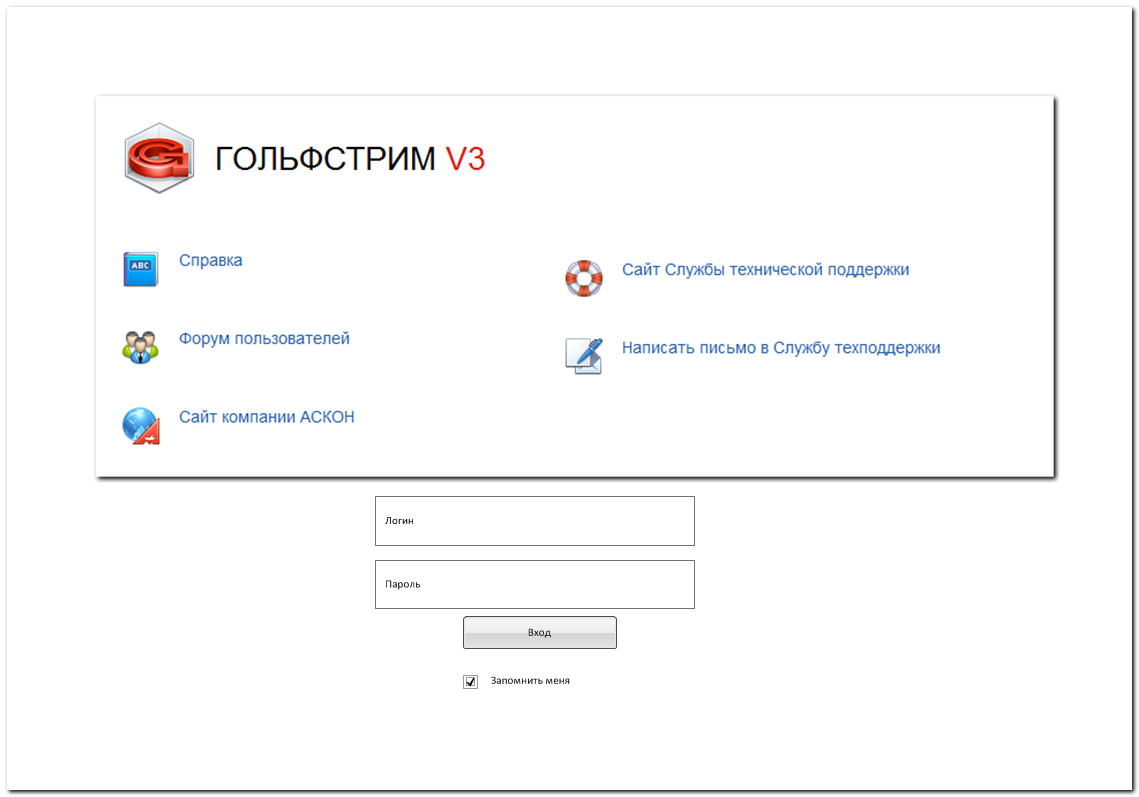 ГОЛЬФСТРИМ V3
ABC
Справка
Форум пользователей
Сайт компании АСКОН
Сайт Службы технической поддержки
Написать письмо в Службу техподдержки
Логин
Пароль
Вход
Запомнить меня